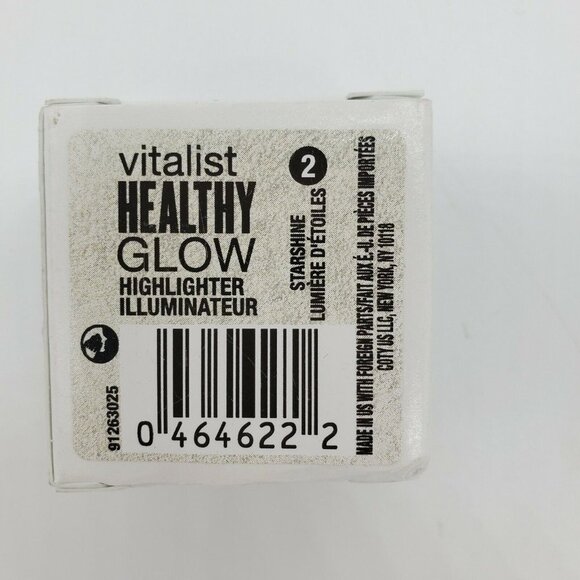 vitalist
HEALTHY
GLOW
HIGHLIGHTER
ILLUMINATEUR
2
STARSHINE
LUMIÈRE D'ÉTOILES
MADE IN US WITH FOREIGN PARTS/FAIT AUX É.-U. DE PIÈCES IMPORTÉES
COTY US LLC, NEW YORK, NY 10118
91263025
0 464622 2